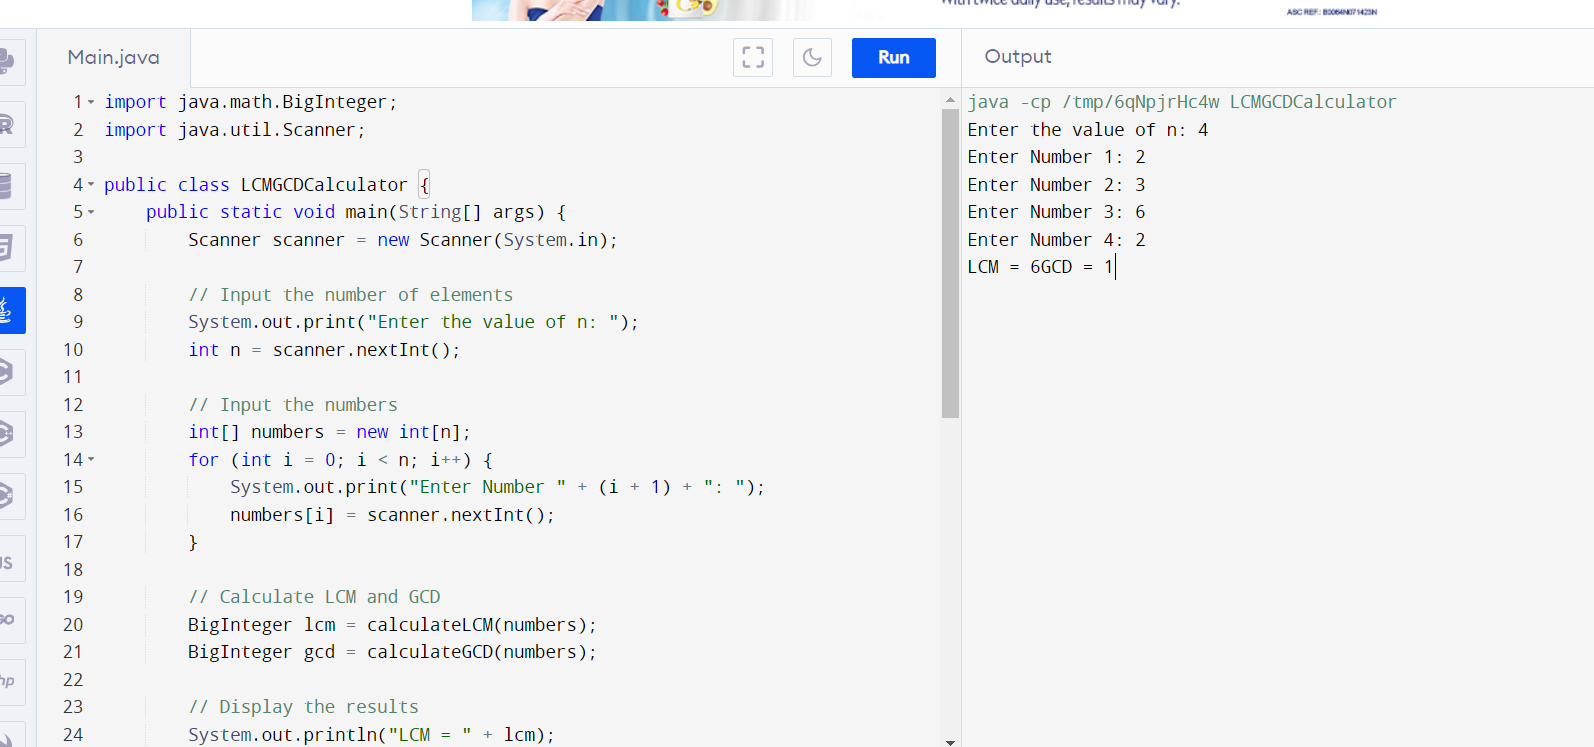 With twice daily use, results may vary.
ASC REF.: B0064N071423N
Main.java
Run
Output
1 import java.math.BigInteger;
2 import java.util.Scanner;
3
4 public class LCMGCDCalculator {
5 public static void main(String[] args) {
6 Scanner scanner = new Scanner(System.in);
7
8 // Input the number of elements
9 System.out.print("Enter the value of n: ");
10 int n = scanner.nextInt();
11
12 // Input the numbers
13 int[] numbers = new int[n];
14 for (int i = 0; i < n; i++) {
15 System.out.print("Enter Number " + (i + 1) + ": ");
16 numbers[i] = scanner.nextInt();
17 }
18
19 // Calculate LCM and GCD
20 BigInteger lcm = calculateLCM(numbers);
21 BigInteger gcd = calculateGCD(numbers);
22
23 // Display the results
24 System.out.println("LCM = " + lcm);
java -cp /tmp/6qNpjrHc4w LCMGCDCalculator
Enter the value of n: 4
Enter Number 1: 2
Enter Number 2: 3
Enter Number 3: 6
Enter Number 4: 2
LCM = 6GCD = 1